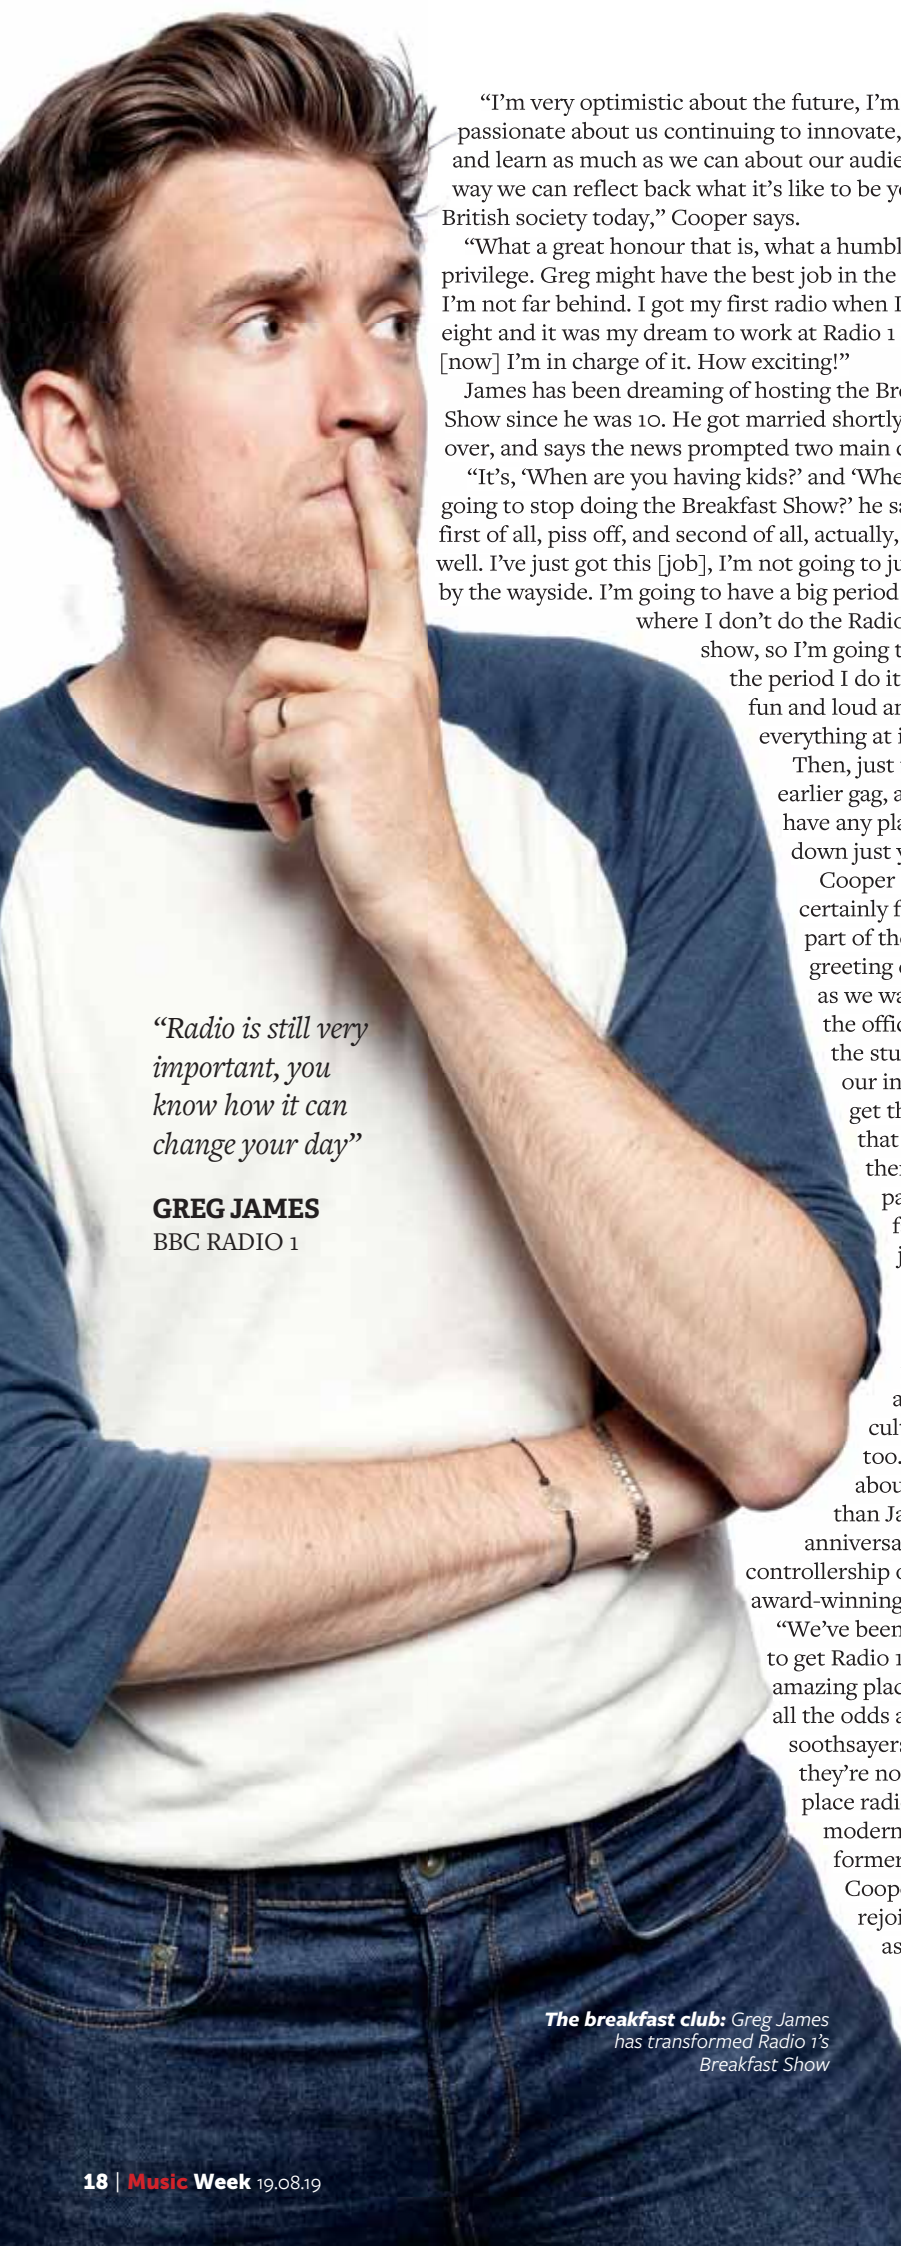 “I’m very optimistic about the future, I’m
passionate about us continuing to innovate,
and learn as much as we can about our
way we can reflect back what it’s like to be
British society today,” Cooper says.
“What a great honour that is, what a
privilege. Greg might have the best job in the
I’m not far behind. I got my first radio when I
eight and it was my dream to work at Radio 1
[now] I’m in charge of it. How exciting!”
James has been dreaming of hosting the
Show since he was 10. He got married shortly
over, and says the news prompted two main
“It’s, ‘When are you having kids?’ and
going to stop doing the Breakfast Show?’ he
first of all, piss off, and second of all, actually,
well. I’ve just got this [job], I’m not going to
by the wayside. I’m going to have a big period
where I don’t do the Radio
show, so I’m going
the period I do it
fun and loud
everything at
Then, just
earlier gag,
have any
down just
Cooper
certainly
part of
greeting
as we
the
the
our
get
that
too.
than
controllership
award-winning
“We’ve been
to get Radio 1
amazing
all the odds
soothsayers
they’re
place
modern
former
as
“Radio is still very
important, you
know how it can
change your day”
GREG JAMES
BBC RADIO 1
The breakfast club: Greg James
has transformed Radio 1’s
Breakfast Show
18 | Music Week 19.08.19